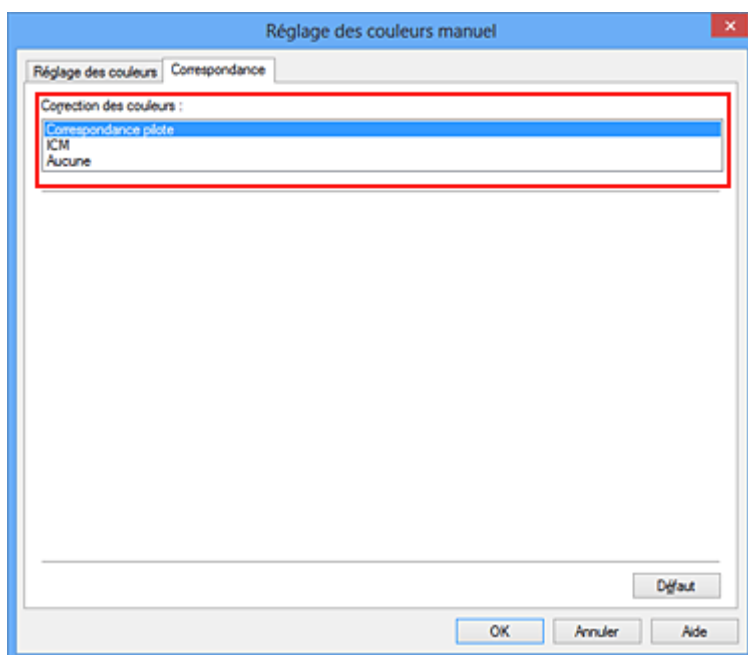 Réglage des couleurs manuel
Réglage des couleurs Correspondance
Correction des couleurs :
Correspondance pilote
ICM
Aucune
Défaut
OK Annuler Aide